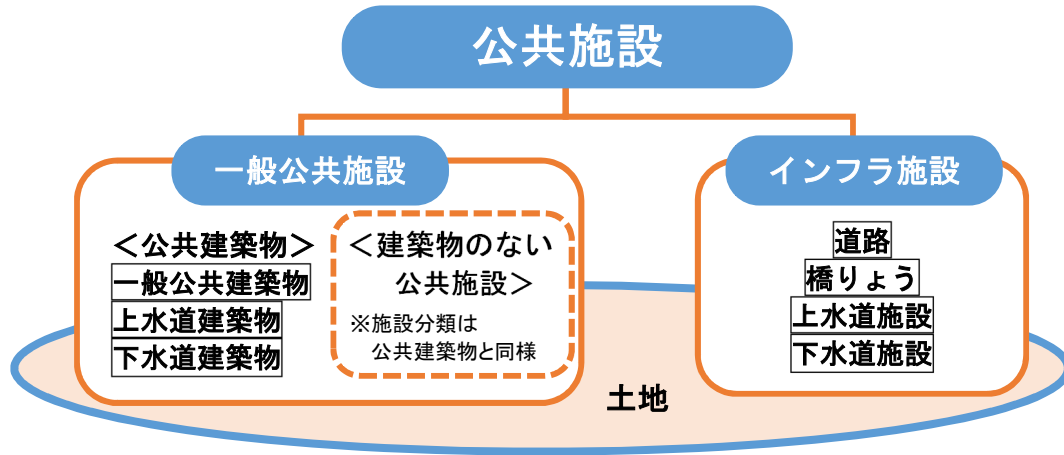 公共施設
一般公共施設
＜公共建築物＞
一般公共建築物
上水道建築物
下水道建築物
＜建築物のない
公共施設＞
※施設分類は
公共建築物と同様
インフラ施設
道路
橋りょう
上水道施設
下水道施設
土地